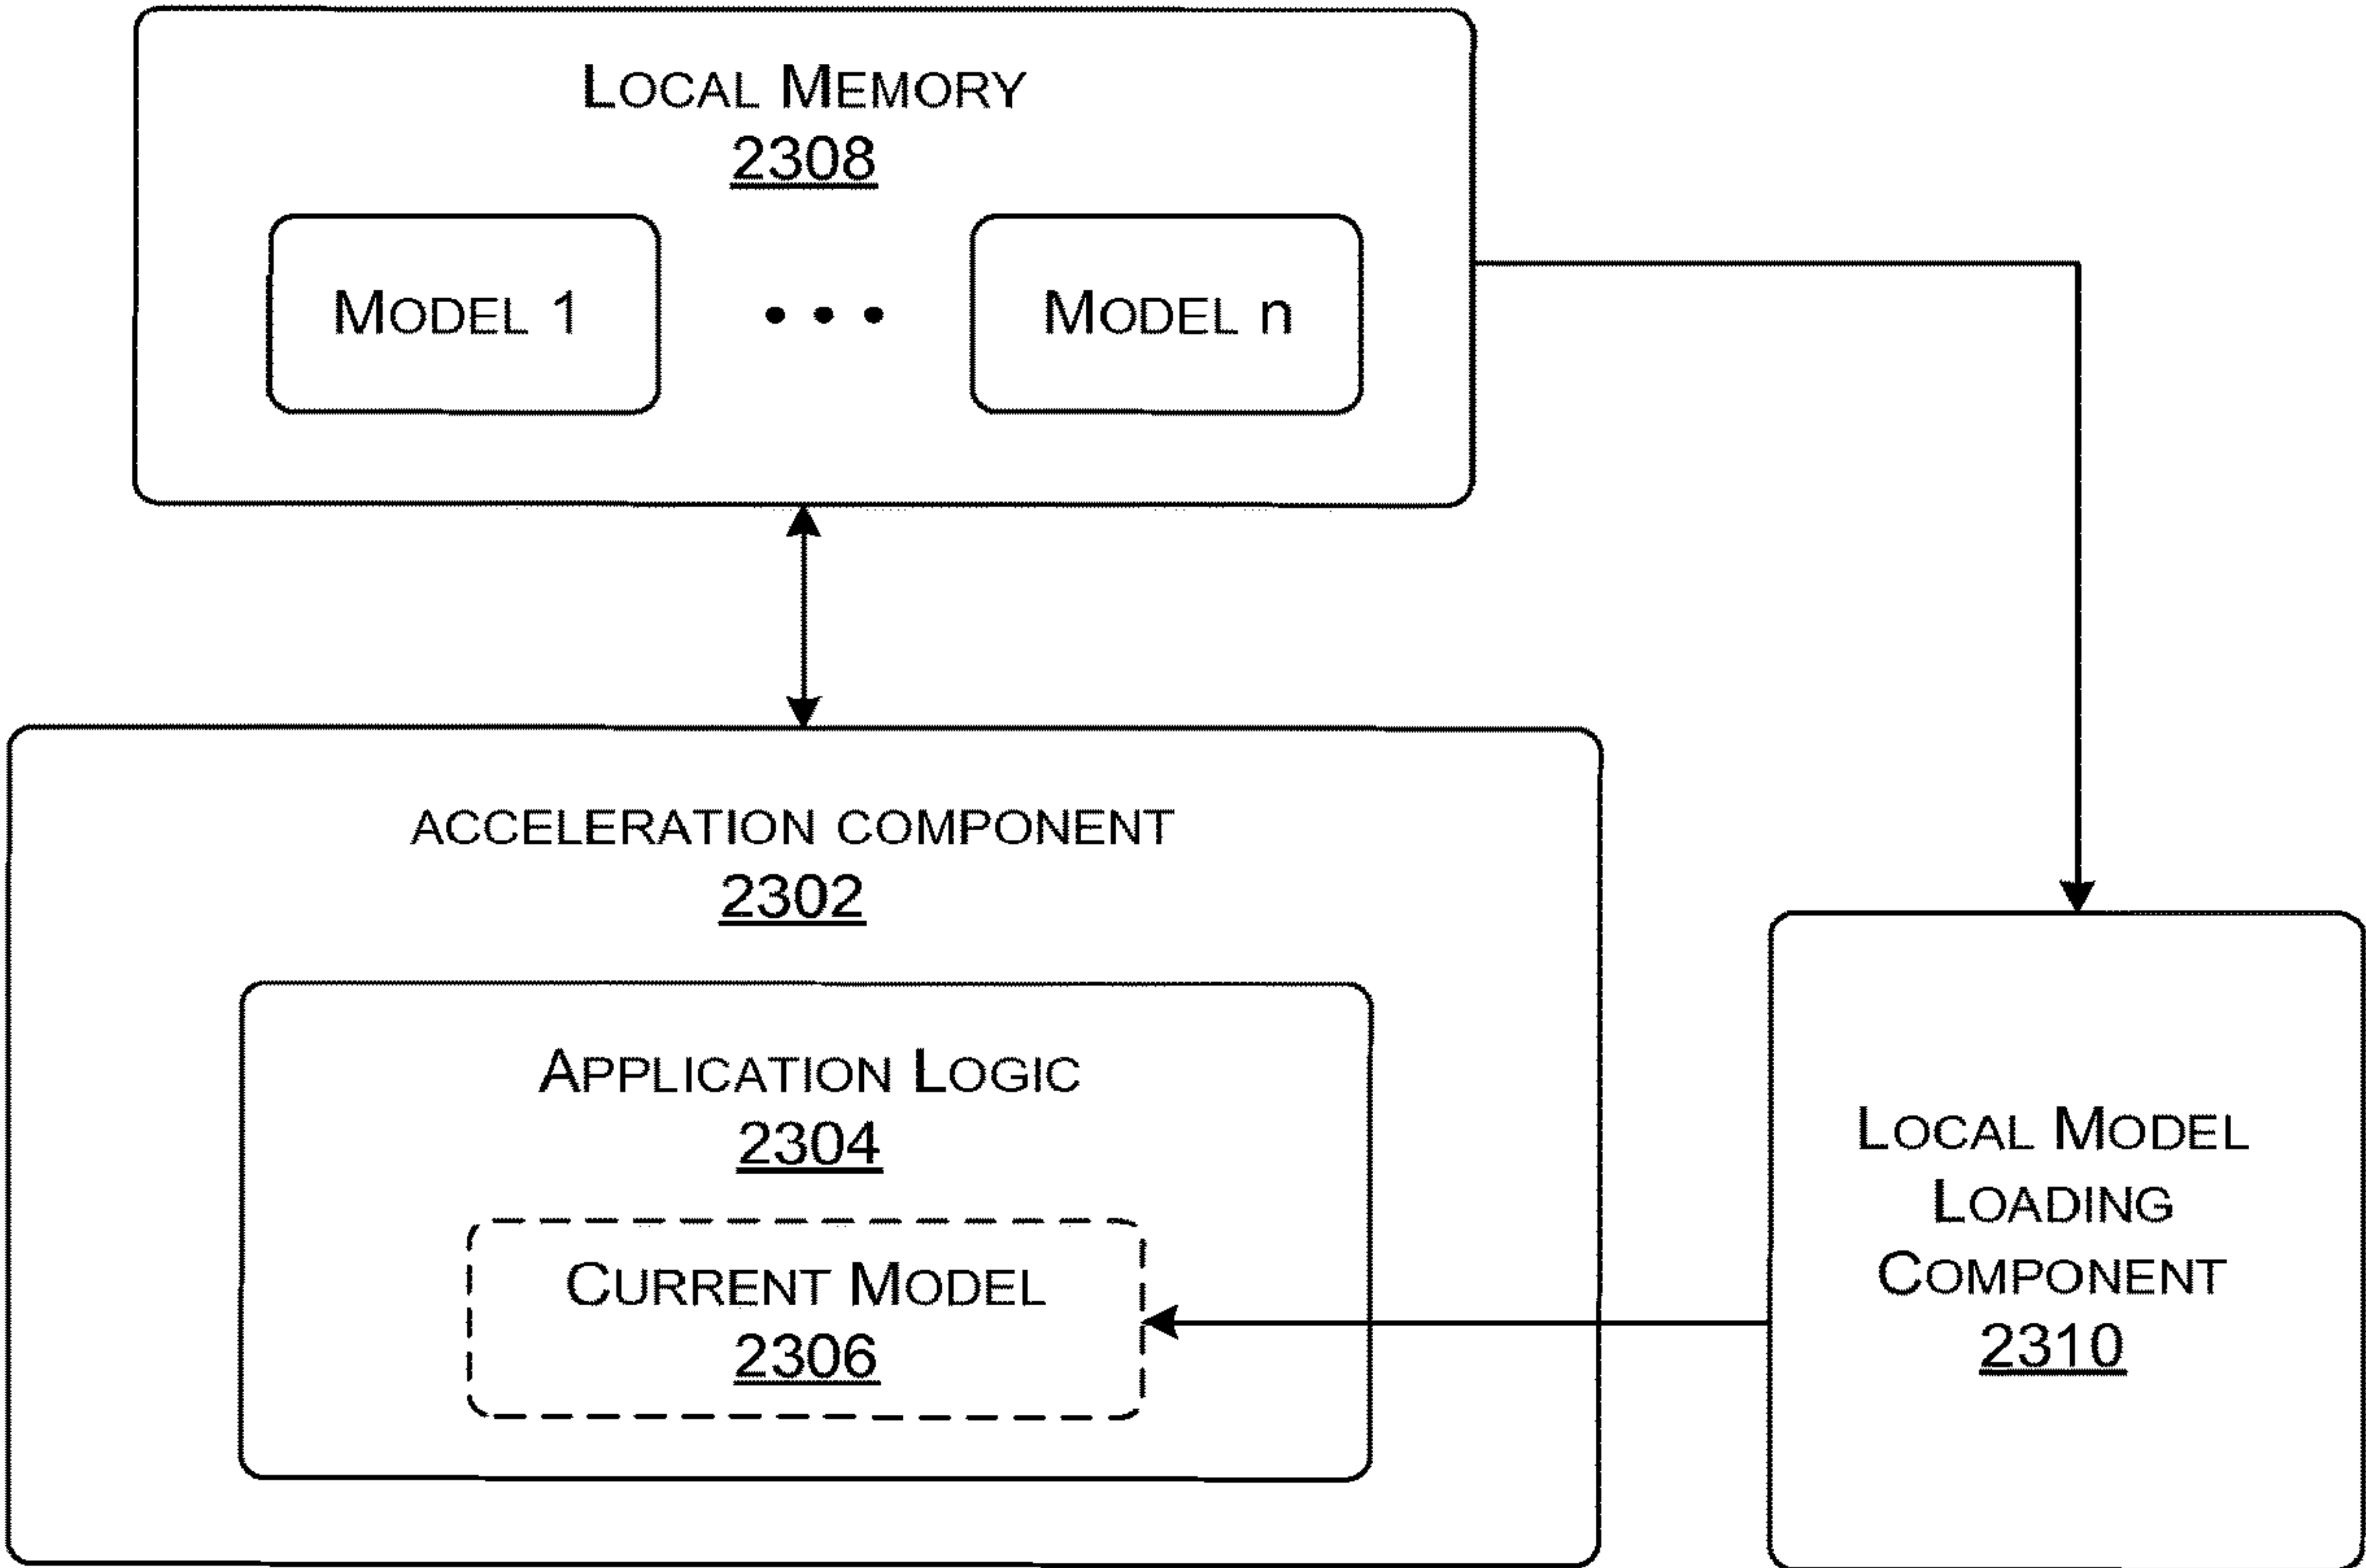 LOCAL MEMORY
2308
MODEL 1 • • • MODEL n
ACCELERATION COMPONENT
2302
APPLICATION LOGIC
2304
CURRENT MODEL
2306
LOCAL MODEL
LOADING
COMPONENT
2310